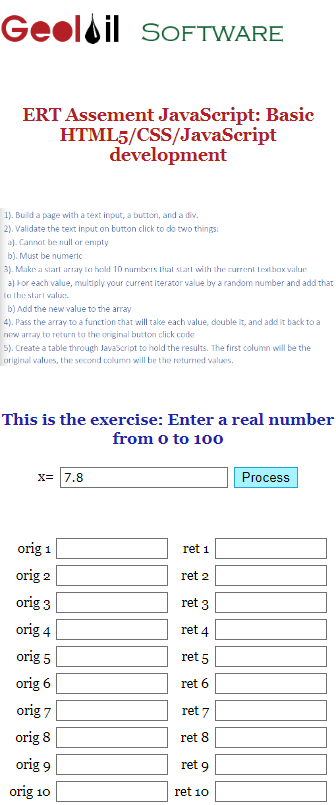 Geoloil SOFTWARE
ERT Assement JavaScript: Basic
HTML5/CSS/JavaScript
development
1). Build a page with a text input, a button, and a div.
2). Validate the text input on button click to do two things:
a). Cannot be null or empty
b). Must be numeric
3). Make a start array to hold 10 numbers that start with the current textbox value
a) For each value, multiply your current iterator value by a random number and add that
to the start value.
b) Add the new value to the array
4). Pass the array to a function that will take each value, double it, and add it back to a
new array to return to the original button click code
5). Create a table through JavaScript to hold the results. The first column will be the
original values, the second column will be the returned values.
This is the exercise: Enter a real number
from 0 to 100
x= 7.8 Process
orig 1 ret 1
orig 2 ret 2
orig 3 ret 3
orig 4 ret 4
orig 5 ret 5
orig 6 ret 6
orig 7 ret 7
orig 8 ret 8
orig 9 ret 9
orig 10 ret 10